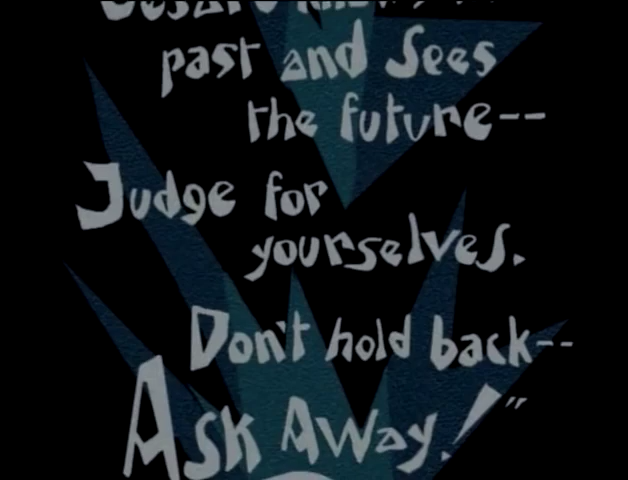 past and Sees
the future--
Judge for
yourselves.
Don't hold back--
Ask Away!"